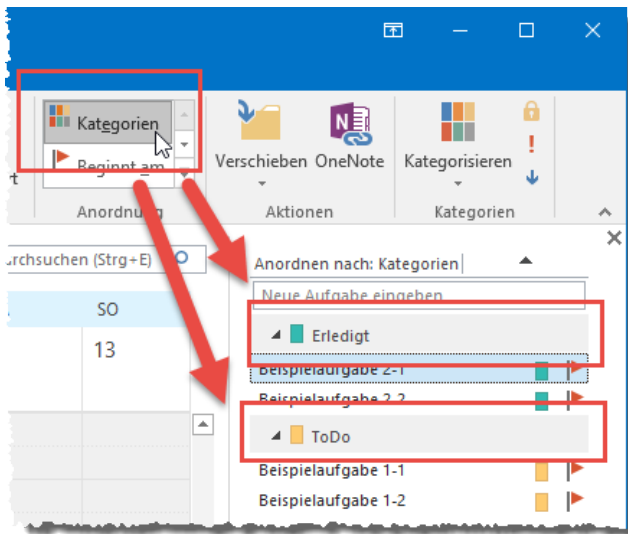 Kategorien
Beginnt am
Verschieben OneNote Kategorisieren
Anordnung Aktionen Kategorien
urchsuchen (Strg+E)
Anordnen nach: Kategorien
Neue Aufgabe eingeben
SO
13
Erledigt
Beispielaufgabe 2-1
Beispielaufgabe 2-2
ToDo
Beispielaufgabe 1-1
Beispielaufgabe 1-2